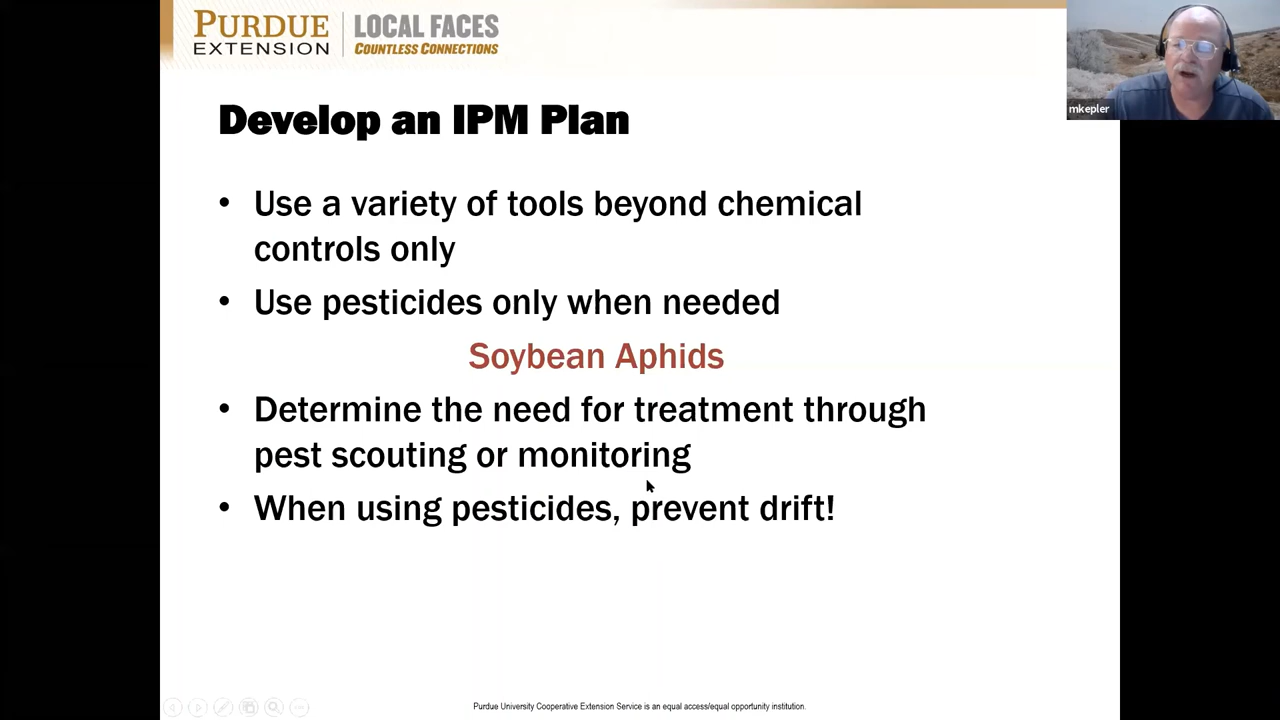 PURDUE
EXTENSION
LOCAL FACES
COUNTLESS CONNECTIONS
mkepler
Develop an IPM Plan
• Use a variety of tools beyond chemical
controls only
• Use pesticides only when needed
Soybean Aphids
• Determine the need for treatment through
pest scouting or monitoring
• When using pesticides, prevent drift!
Purdue University Cooperative Extension Service is an equal access/equal opportunity institution.